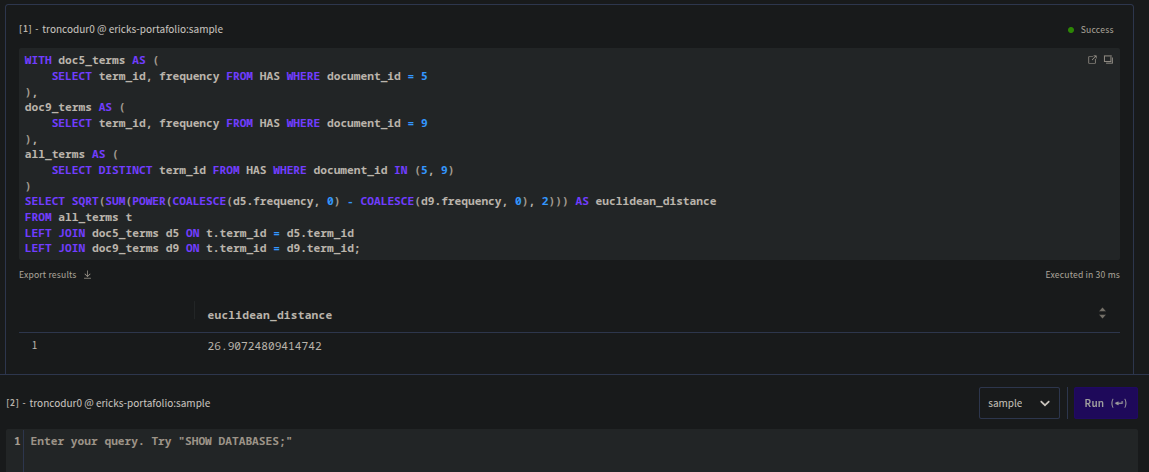 [1] - troncodur0 @ ericks-portafolio:sample
Success
WITH doc5_terms AS (
    SELECT term_id, frequency FROM HAS WHERE document_id = 5
),
doc9_terms AS (
    SELECT term_id, frequency FROM HAS WHERE document_id = 9
),
all_terms AS (
    SELECT DISTINCT term_id FROM HAS WHERE document_id IN (5, 9)
)
SELECT SQRT(SUM(POWER(COALESCE(d5.frequency, 0) - COALESCE(d9.frequency, 0), 2))) AS euclidean_distance
FROM all_terms t
LEFT JOIN doc5_terms d5 ON t.term_id = d5.term_id
LEFT JOIN doc9_terms d9 ON t.term_id = d9.term_id;
Export results
Executed in 30 ms
euclidean_distance
1 26.90724809414742
[2] - troncodur0 @ ericks-portafolio:sample
sample
Run (↵)
1 Enter your query. Try "SHOW DATABASES;"